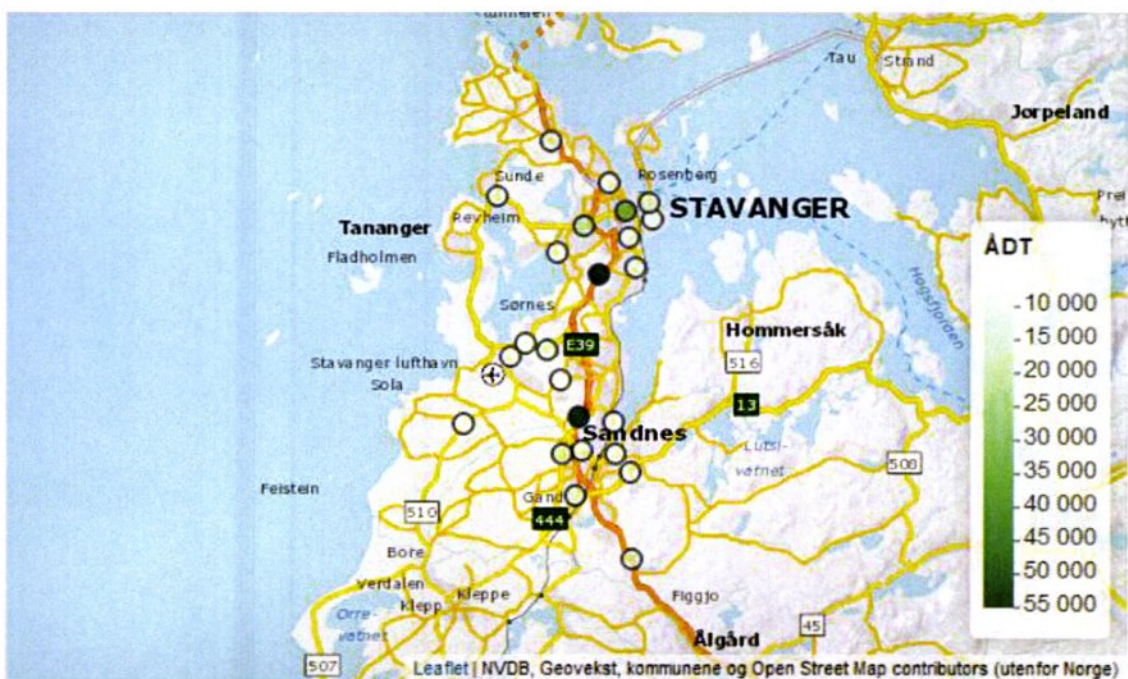 Tau
Strand
Jørpeland
Sunde
Rosenberg
STAVANGER
Revheim
Tananger
Fladholmen
ÅDT
Høgsfjorden
10 000
Sørnes
15 000
Hommersåk
20 000
E39
516
25 000
Stavanger lufthavn
Sola
30 000
13
35 000
Sandnes
Lutsi-
vatnet
508
40 000
Feistein
Gand
45 000
510
444
50 000
Bore
55 000
Verdalen
Kleppe
Figgjo
Klepp
Orre-
vatnet
45
Ålgård
507
Leaflet | NVDB, Geovekst, kommunene og Open Street Map contributors (utenfor Norge)